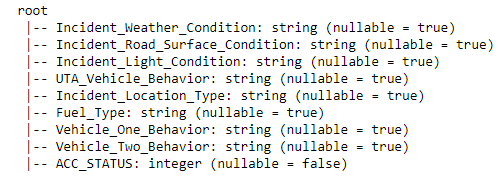 root
|-- Incident_Weather_Condition: string (nullable = true)
|-- Incident_Road_Surface_Condition: string (nullable = true)
|-- Incident_Light_Condition: string (nullable = true)
|-- UTA_Vehicle_Behavior: string (nullable = true)
|-- Incident_Location_Type: string (nullable = true)
|-- Fuel_Type: string (nullable = true)
|-- Vehicle_One_Behavior: string (nullable = true)
|-- Vehicle_Two_Behavior: string (nullable = true)
|-- ACC_STATUS: integer (nullable = false)